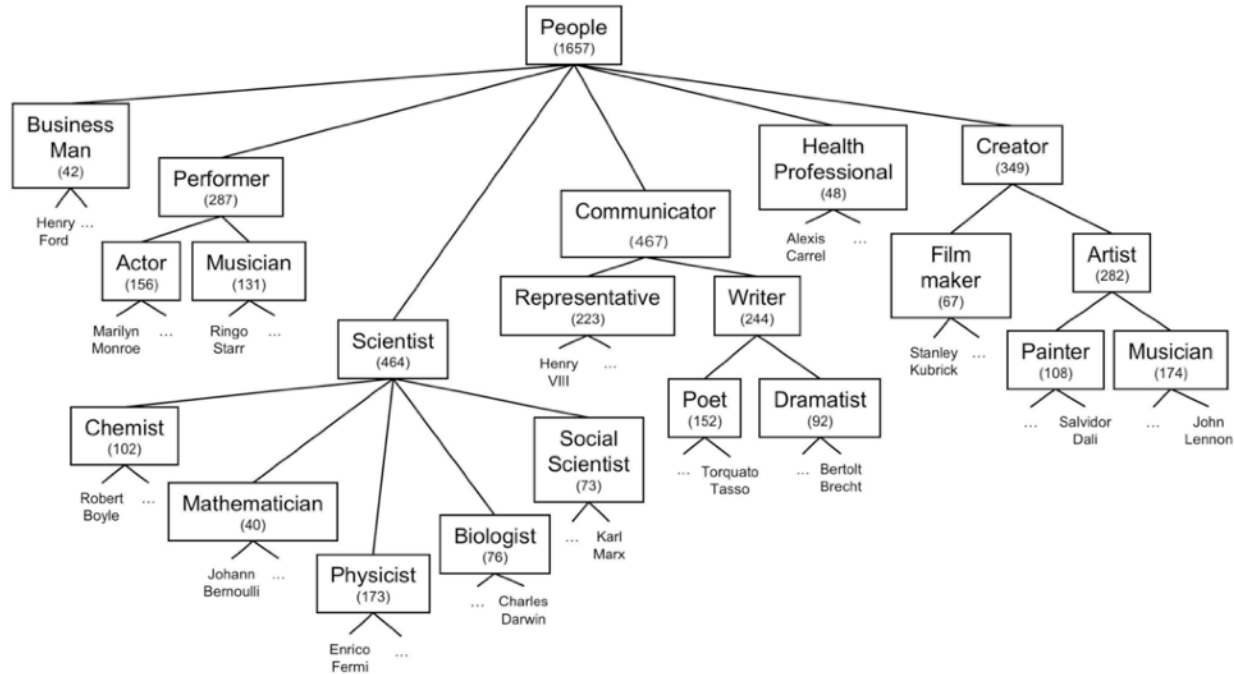 People
(1657)
Business
Man
(42)
Henry ...
Ford
Performer
(287)
Actor
(156)
Marilyn ...
Monroe
Musician
(131)
Ringo ...
Starr
Scientist
(464)
Chemist
(102)
Robert ...
Boyle
Mathematician
(40)
Johann ...
Bernoulli
Physicist
(173)
Enrico ...
Fermi
Biologist
(76)
... Charles
Darwin
Social
Scientist
(73)
... Karl
Marx
Communicator
(467)
Representative
(223)
Henry ...
VIII
Writer
(244)
Poet
(152)
... Torquato
Tasso
Dramatist
(92)
... Bertolt
Brecht
Health
Professional
(48)
Alexis ...
Carrel
Creator
(349)
Film
maker
(67)
Stanley ...
Kubrick
Artist
(282)
Painter
(108)
... Salvidor
Dali
Musician
(174)
... John
Lennon